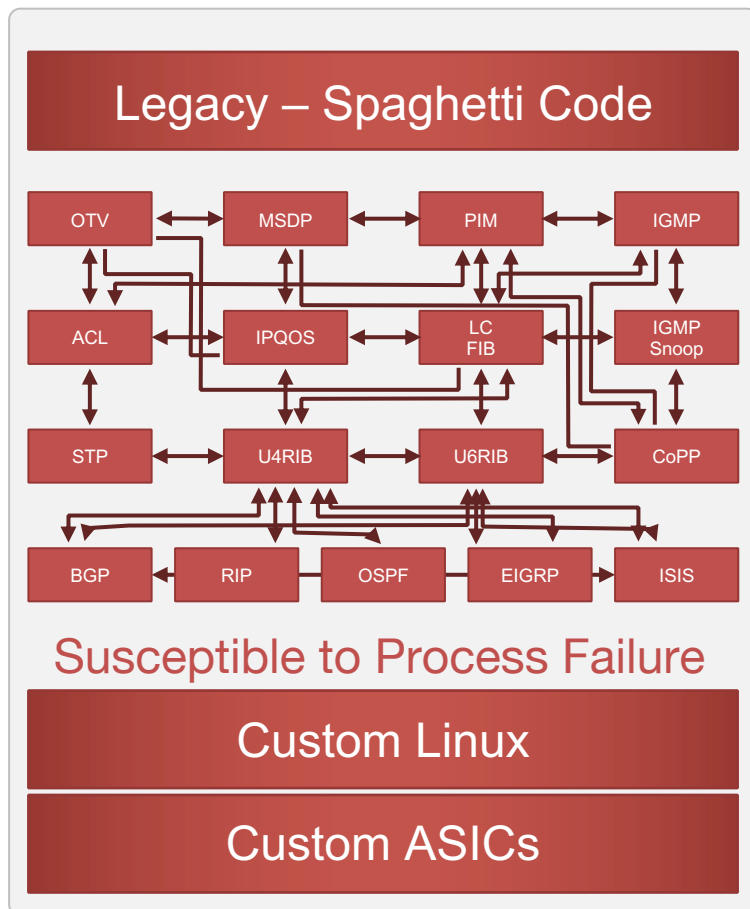 Legacy – Spaghetti Code
OTV
MSDP
PIM
IGMP
ACL
IPQOS
LC
FIB
IGMP
Snoop
STP
U4RIB
U6RIB
CoPP
BGP
RIP
OSPF
EIGRP
ISIS
Susceptible to Process Failure
Custom Linux
Custom ASICs